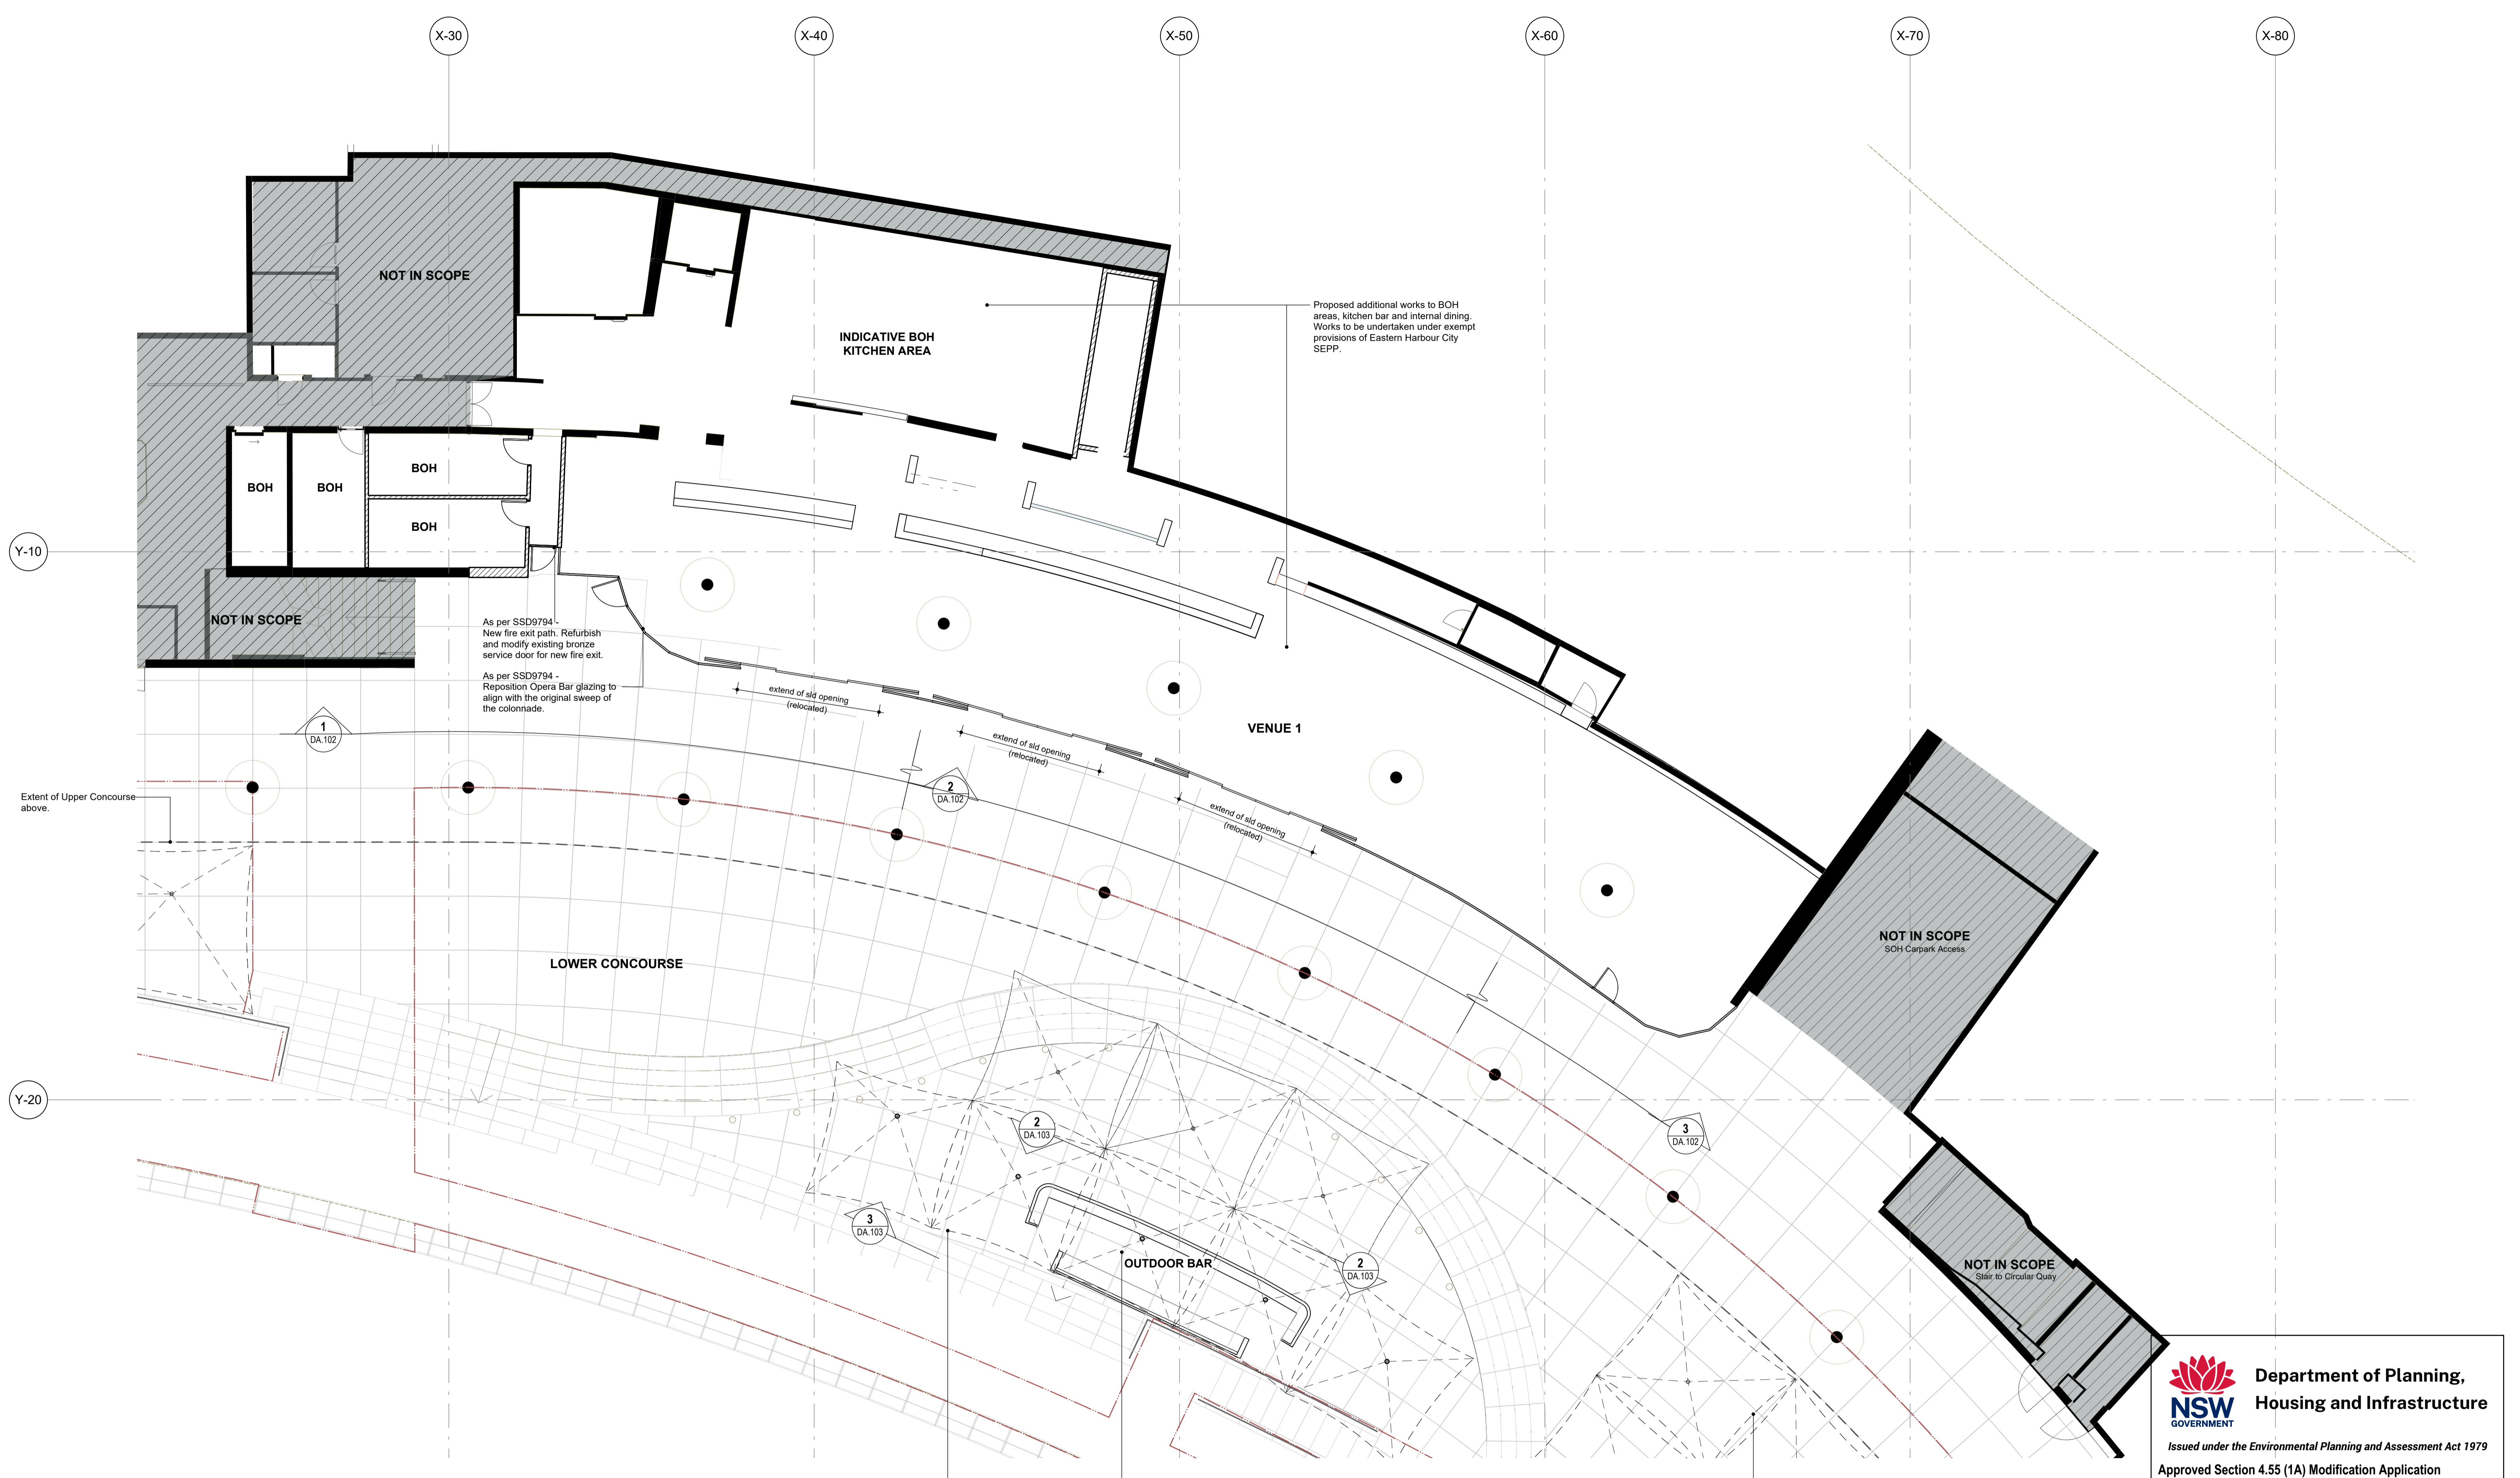 X-30
X-40
X-50
X-60
X-70
X-80
NOT IN SCOPE
INDICATIVE BOH
KITCHEN AREA
Proposed additional works to BOH
areas, kitchen bar and internal dining.
Works to be undertaken under exempt
provisions of Eastern Harbour City
SEPP.
BOH
BOH
BOH
BOH
Y-10
NOT IN SCOPE
As per SSD9794 -
New fire exit path. Refurbish
and modify existing bronze
service door for new fire exit.
As per SSD9794 -
Reposition Opera Bar glazing to
align with the original sweep of
the colonnade.
extend of sld opening
(relocated)
extend of sld opening
(relocated)
extend of sld opening
(relocated)
VENUE 1
1
DA.102
2
DA.102
Extent of Upper Concourse
above.
LOWER CONCOURSE
NOT IN SCOPE
SOH Carpark Access
Y-20
2
DA.103
3
DA.102
3
DA.103
OUTDOOR BAR
2
DA.103
NOT IN SCOPE
Stair to Circular Quay
NSW
GOVERNMENT
Department of Planning,
Housing and Infrastructure
Issued under the Environmental Planning and Assessment Act 1979
Approved Section 4.55 (1A) Modification Application